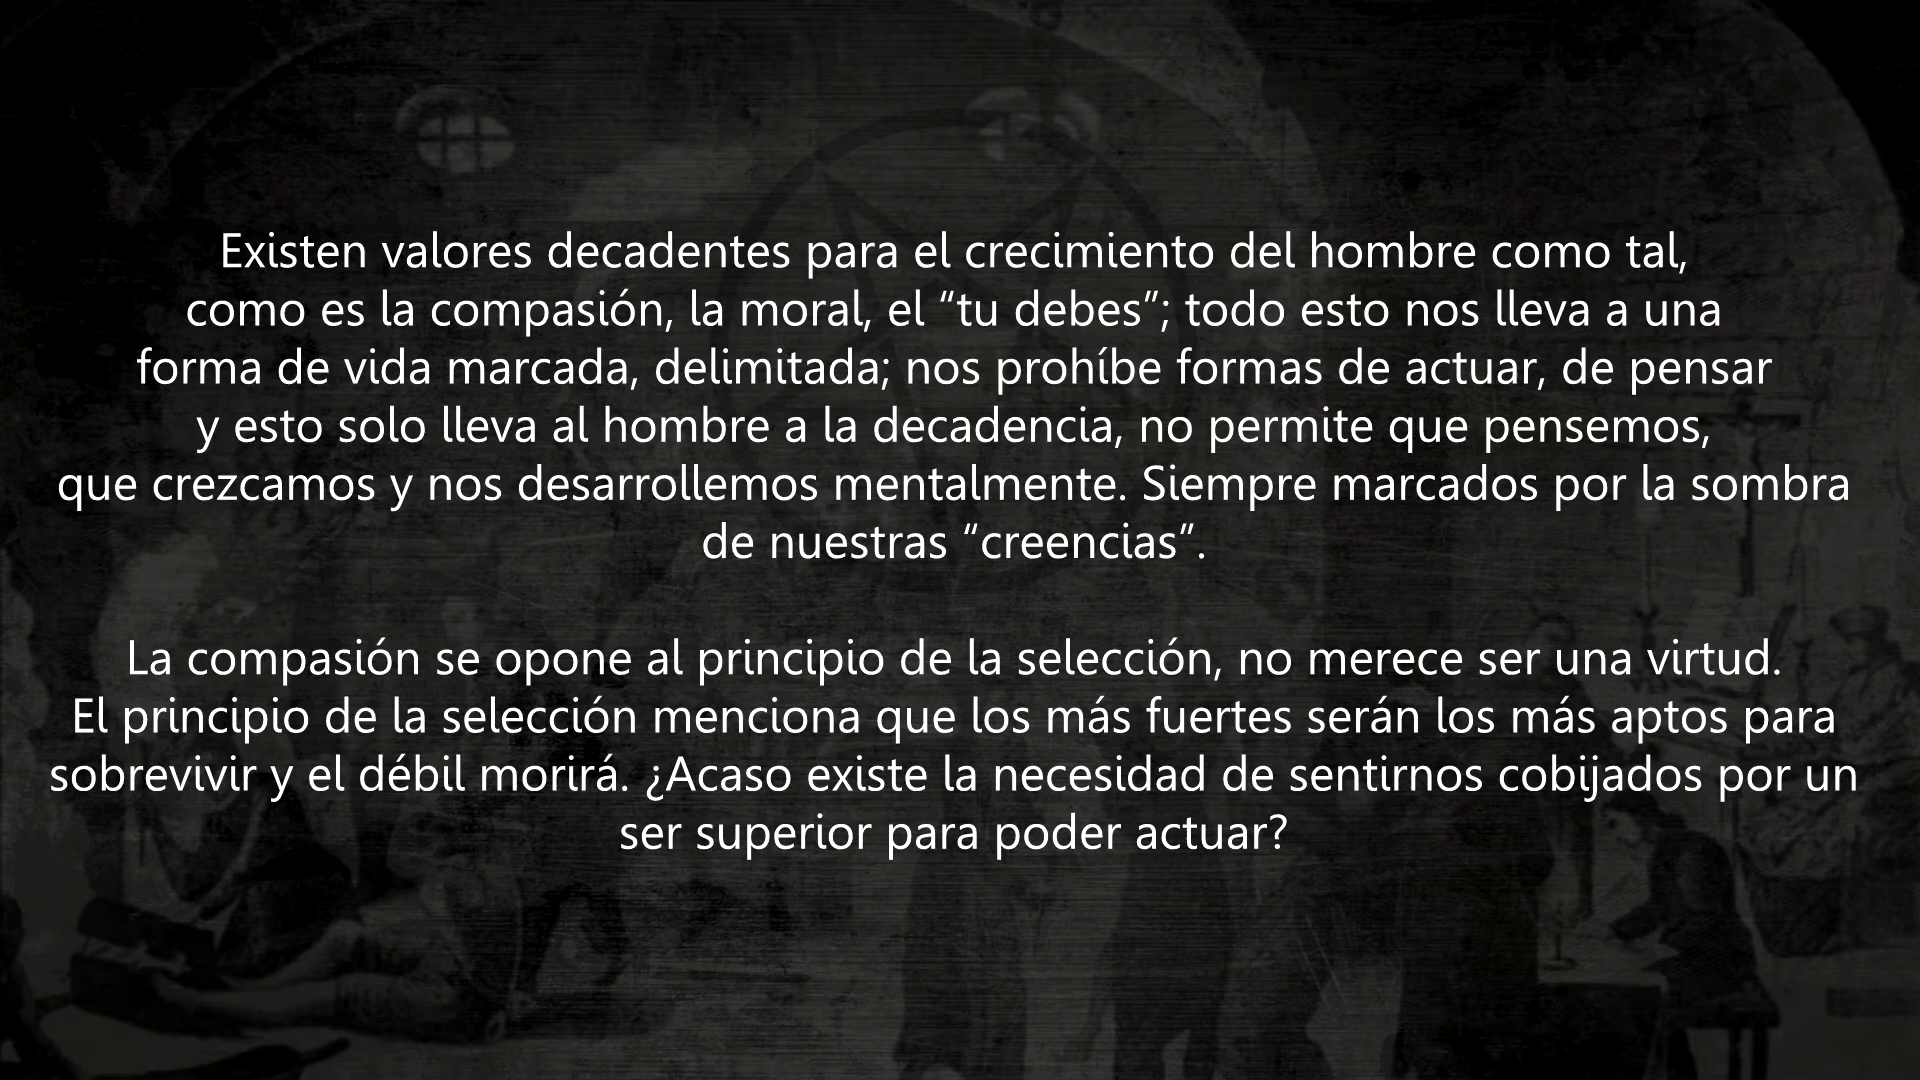 Existen valores decadentes para el crecimiento del hombre como tal,
como es la compasión, la moral, el “tu debes”; todo esto nos lleva a una
forma de vida marcada, delimitada; nos prohíbe formas de actuar, de pensar
y esto solo lleva al hombre a la decadencia, no permite que pensemos,
que crezcamos y nos desarrollemos mentalmente. Siempre marcados por la sombra
de nuestras “creencias”.
La compasión se opone al principio de la selección, no merece ser una virtud.
El principio de la selección menciona que los más fuertes serán los más aptos para
sobrevivir y el débil morirá. ¿Acaso existe la necesidad de sentirnos cobijados por un
ser superior para poder actuar?